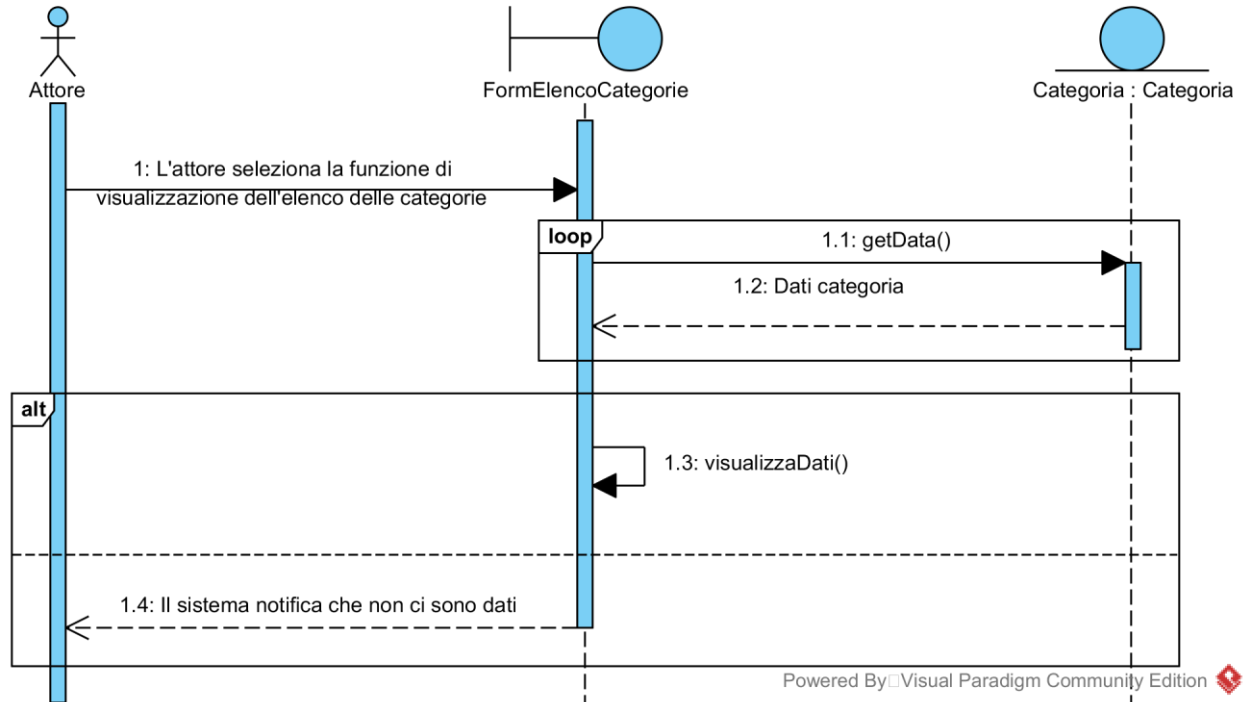 Attore
FormElencoCategorie
Categoria : Categoria
1: L'attore seleziona la funzione di
visualizzazione dell'elenco delle categorie
loop
1.1: getData()
1.2: Dati categoria
alt
1.3: visualizzaDati()
1.4: Il sistema notifica che non ci sono dati
Powered By□Visual Paradigm Community Edition